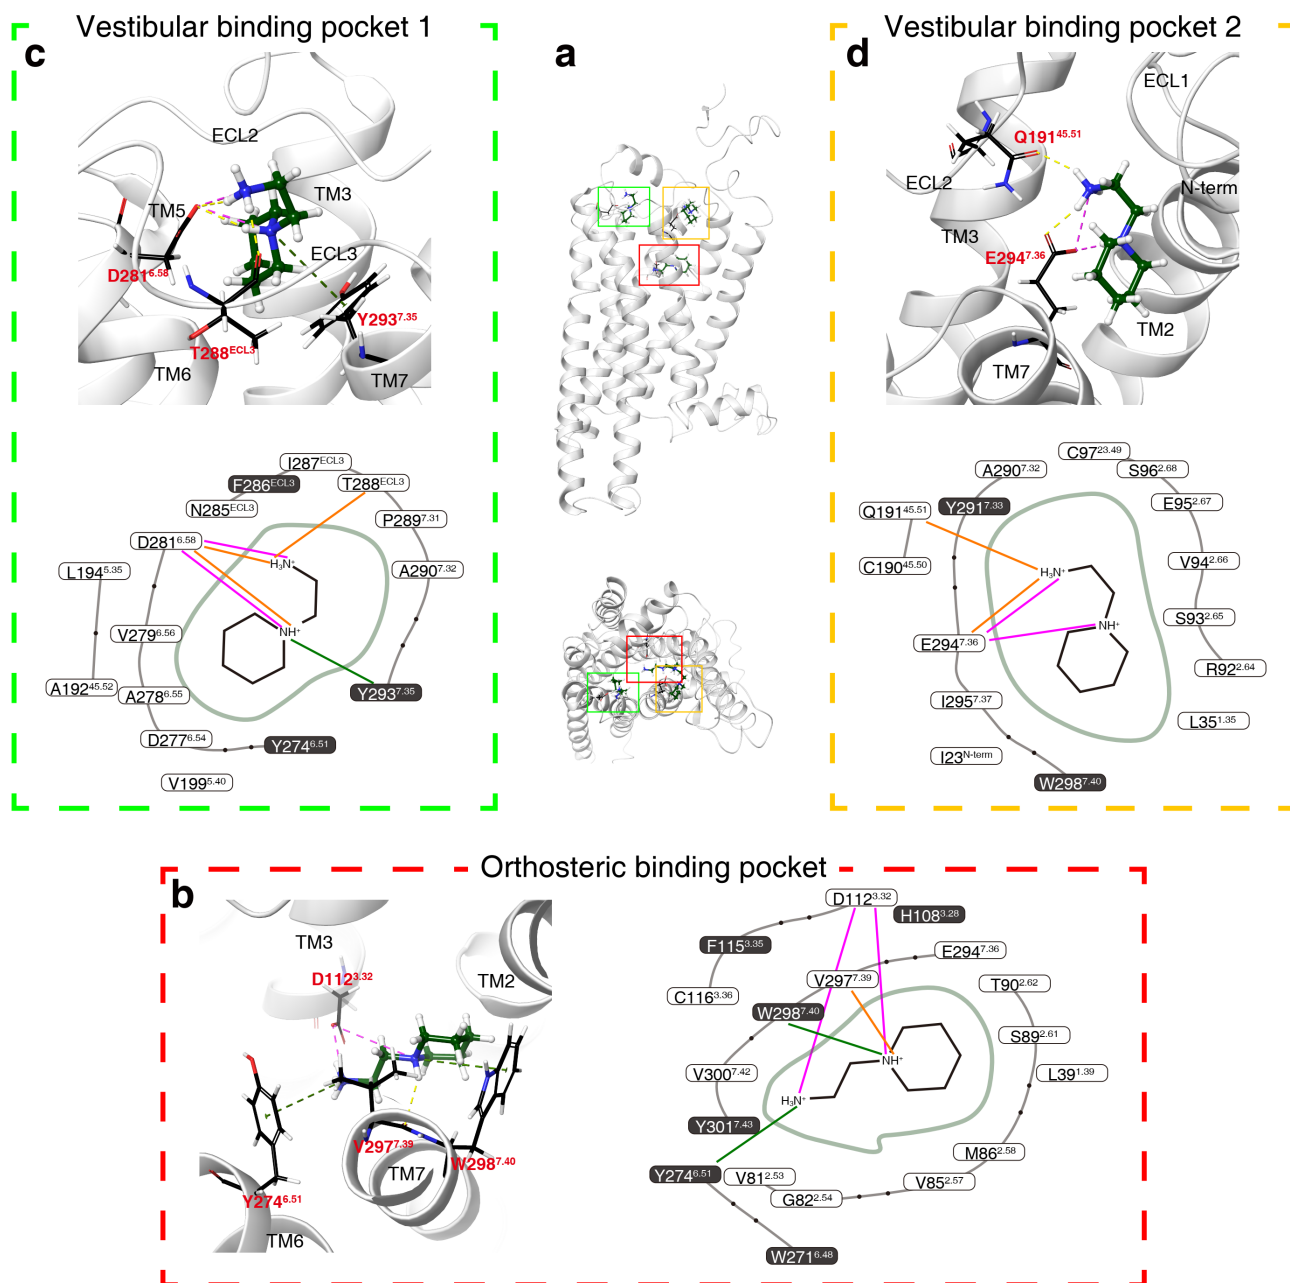 Vestibular binding pocket 1
c
ECL2
TM3
TM5
ECL3
D281^6.58
Y293^7.35
T288^ECL3
TM6
TM7
I287^ECL3
F286^ECL3
T288^ECL3
N285^ECL3
P289^7.31
D281^6.58
H₃N⁺
L194^5.35
A290^7.32
V279^6.56
NH⁺
A192^45.52
A278^6.55
Y293^7.35
D277^6.54
Y274^6.51
V199^5.40
a
Vestibular binding pocket 2
d
ECL1
Q191^45.51
ECL2
N-term
TM3
E294^7.36
TM2
TM7
C97^23.49
A290^7.32
S96^2.68
Q191^45.51
Y291^7.33
E95^2.67
C190^45.50
H₃N⁺
V94^2.66
S93^2.65
NH⁺
E294^7.36
R92^2.64
I295^7.37
L35^1.35
I23^N-term
W298^7.40
Orthosteric binding pocket
b
TM3
D112^3.32
TM2
V297^7.39
TM7
W298^7.40
Y274^6.51
TM6
D112^3.32
H108^3.28
F115^3.35
E294^7.36
V297^7.39
C116^3.36
T90^2.62
W298^7.40
S89^2.61
NH⁺
V300^7.42
L39^1.39
H₃N⁺
Y301^7.43
M86^2.58
Y274^6.51
V81^2.53
V85^2.57
G82^2.54
W271^6.48